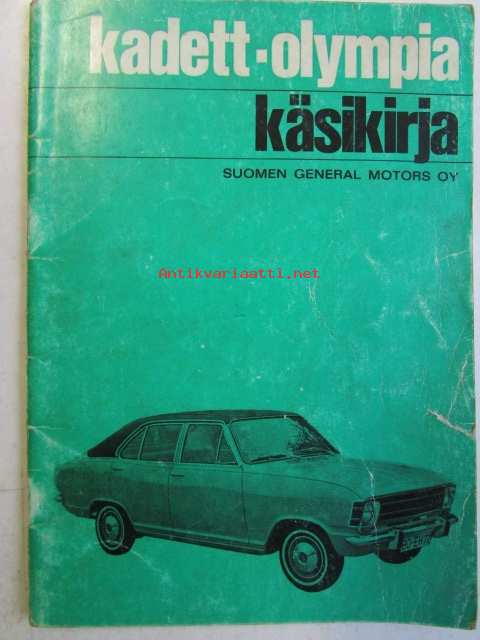 kadett·olympia
käsikirja
SUOMEN GENERAL MOTORS OY
Antikvariaatti.net